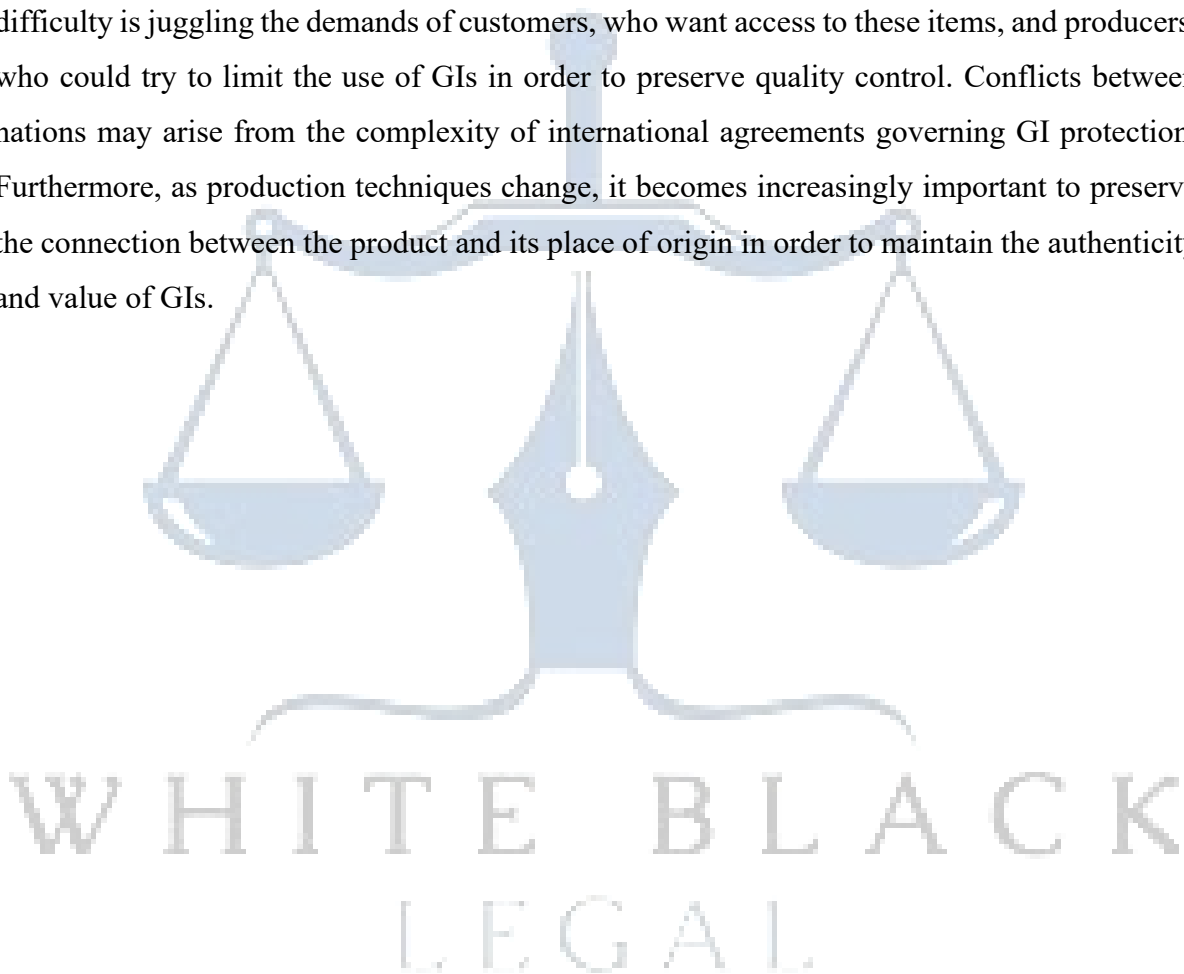 difficulty is juggling the demands of customers, who want access to these items, and producers
who could try to limit the use of GIs in order to preserve quality control. Conflicts between
nations may arise from the complexity of international agreements governing GI protection
Furthermore, as production techniques change, it becomes increasingly important to preserv
the connection between the product and its place of origin in order to maintain the authenticity
and value of GIs.
WHITE BLACK
LEGAL